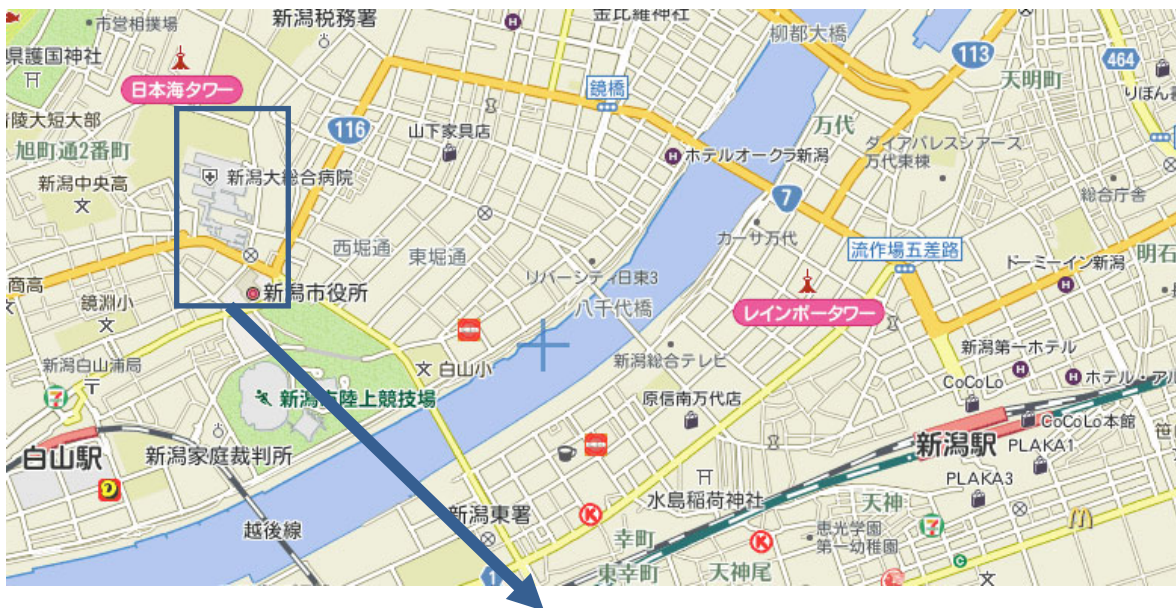 市営相撲場
新潟税務署
金比羅神社
柳都大橋
113
464
天明町
県護国神社
日本海タワー
鏡橋
116
山下家具店
万代
ダイアパレスシアース
万代東棟
りぽん
陵大短大部
旭町通2番町
新潟中央高
新潟大総合病院
ホテルオークラ新潟
7
総合庁舎
西堀通
東堀通
カーサ万代
流作場五差路
明石
ドーミーイン新潟
リバーシティ日東3
商高
鏡淵小
新潟市役所
八千代橋
レインボータワー
新潟白山浦局
白山小
新潟総合テレビ
新潟第一ホテル
CoCoLo
ホテル・アル
原信南万代店
CoCoLo本館
新潟市陸上競技場
白山駅
新潟家庭裁判所
新潟駅
PLAKA1
PLAKA3
水島稲荷神社
天神
新潟東署
越後線
幸町
恵光学園
第一幼稚園
東幸町
天神尾
1